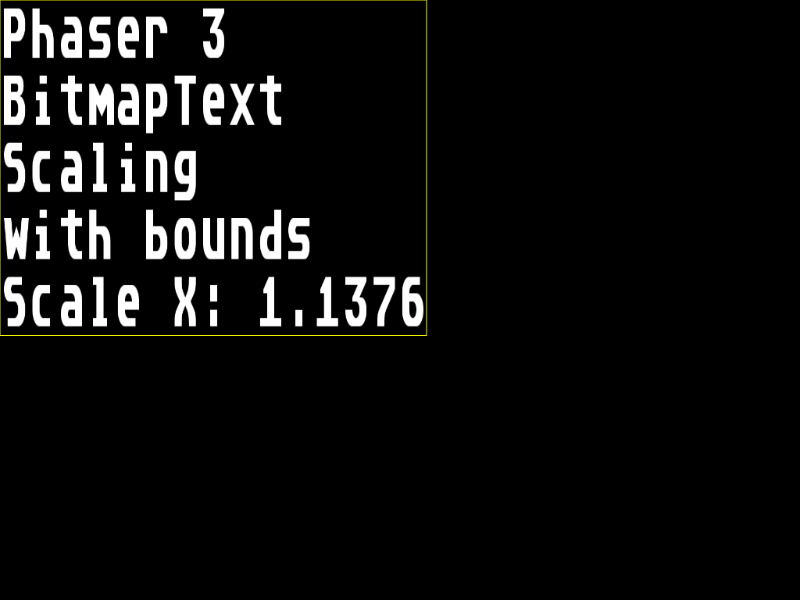 Phaser 3
BitmapText
Scaling
with bounds
Scale X: 1.1376